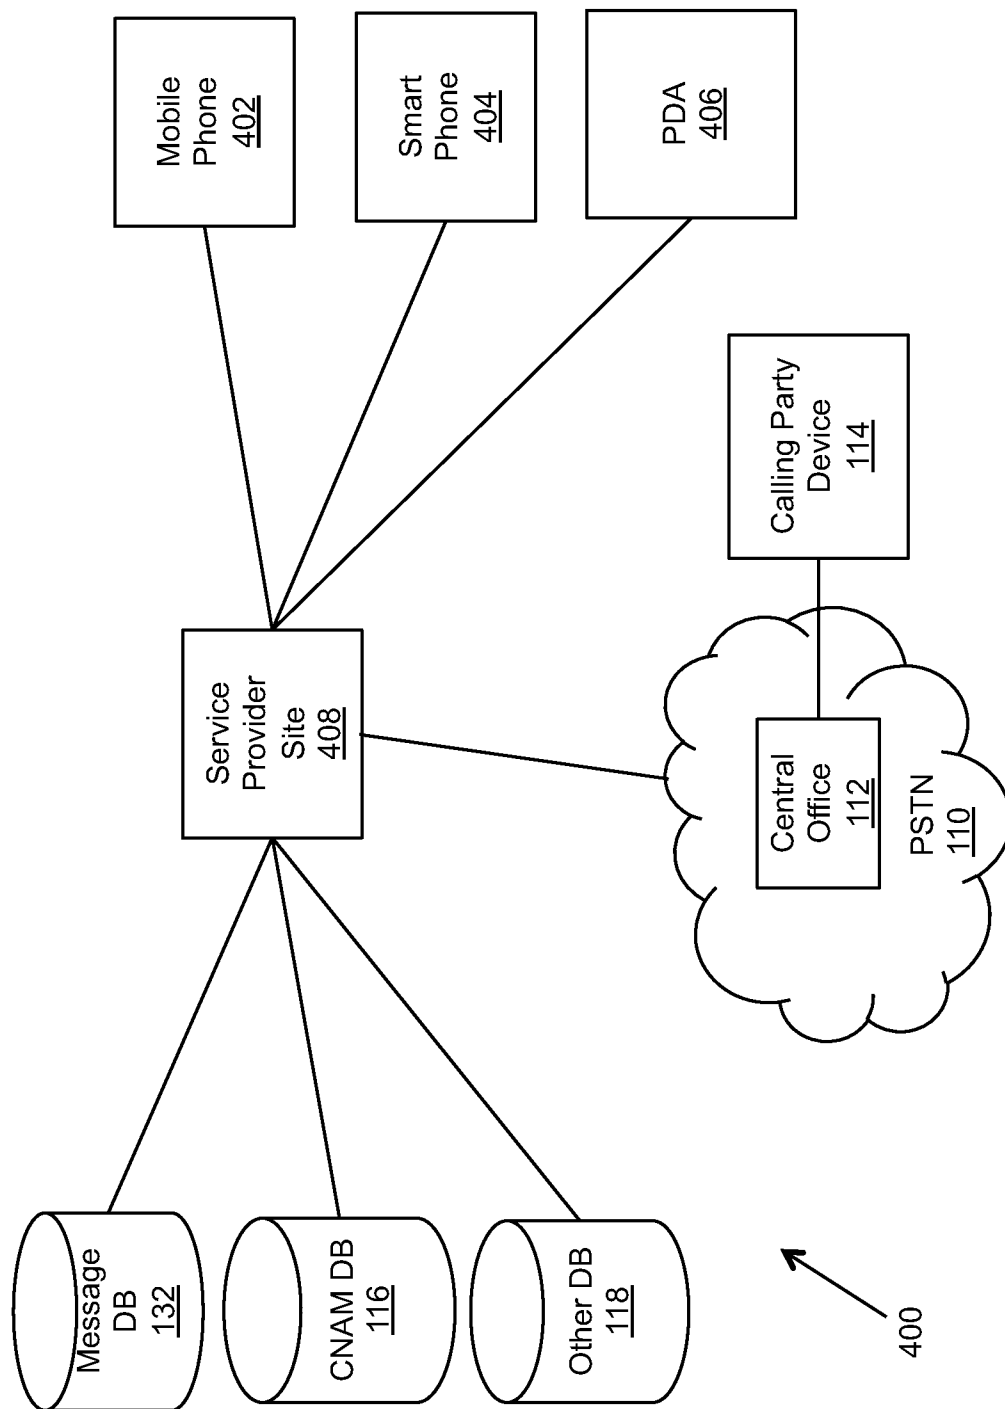 Message
DB
132
CNAM DB
116
Other DB
118
400
Service
Provider
Site
408
Central
Office
112
PSTN
110
Mobile
Phone
402
Smart
Phone
404
PDA
406
Calling Party
Device
114